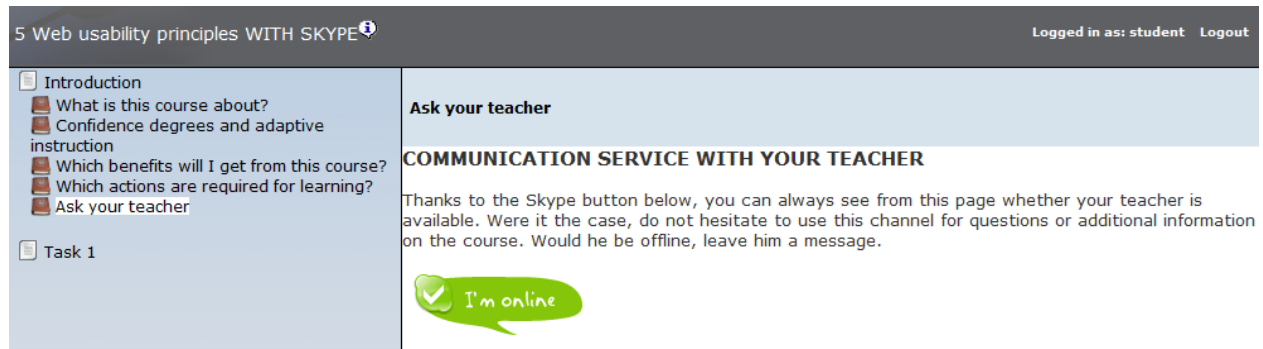 5 Web usability principles WITH SKYPE
Logged in as: student Logout
Introduction
What is this course about?
Confidence degrees and adaptive
instruction
Which benefits will I get from this course?
Which actions are required for learning?
Ask your teacher
Task 1
Ask your teacher
COMMUNICATION SERVICE WITH YOUR TEACHER
Thanks to the Skype button below, you can always see from this page whether your teacher is
available. Were it the case, do not hesitate to use this channel for questions or additional information
on the course. Would he be offline, leave him a message.
I'm online